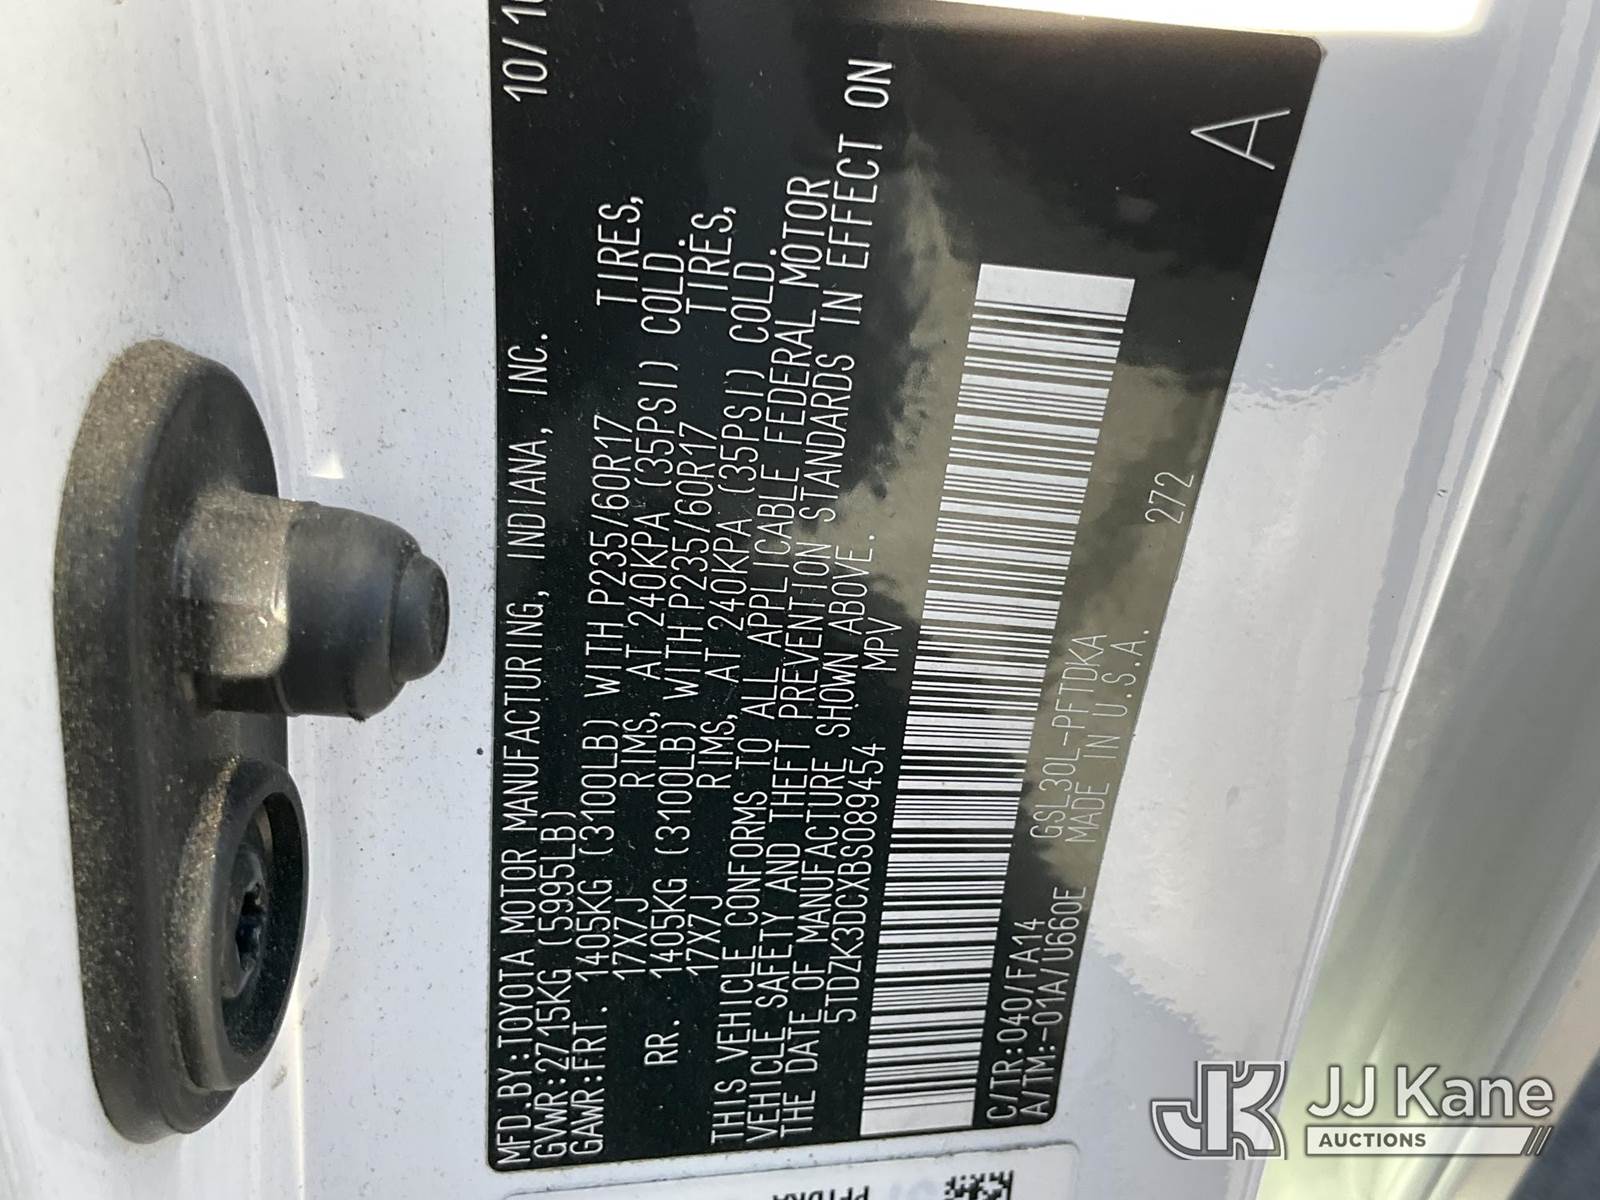 MFD.BY:TOYOTA MOTOR MANUFACTURING, INDIANA, INC. 10/10
GVWR:2715KG (5995LB)
GAWR:FRT. 1405KG (3100LB) WITH P235/60R17 TIRES,
17X7J RIMS, AT 240KPA (35PSI) COLD
RR. 1405KG (3100LB) WITH P235/60R17 TIRES,
17X7J RIMS, AT 240KPA (35PSI) COLD
THIS VEHICLE CONFORMS TO ALL APPLICABLE FEDERAL MOTOR
VEHICLE SAFETY AND THEFT PREVENTION STANDARDS IN EFFECT ON
THE DATE OF MANUFACTURE SHOWN ABOVE.
5TDZK3DCXBS089454 MPV
C/TR:040/FA14 GSL30L-PFTDKA 272
A/TM:-01A/U660E MADE IN U.S.A.
A
JJ Kane
AUCTIONS